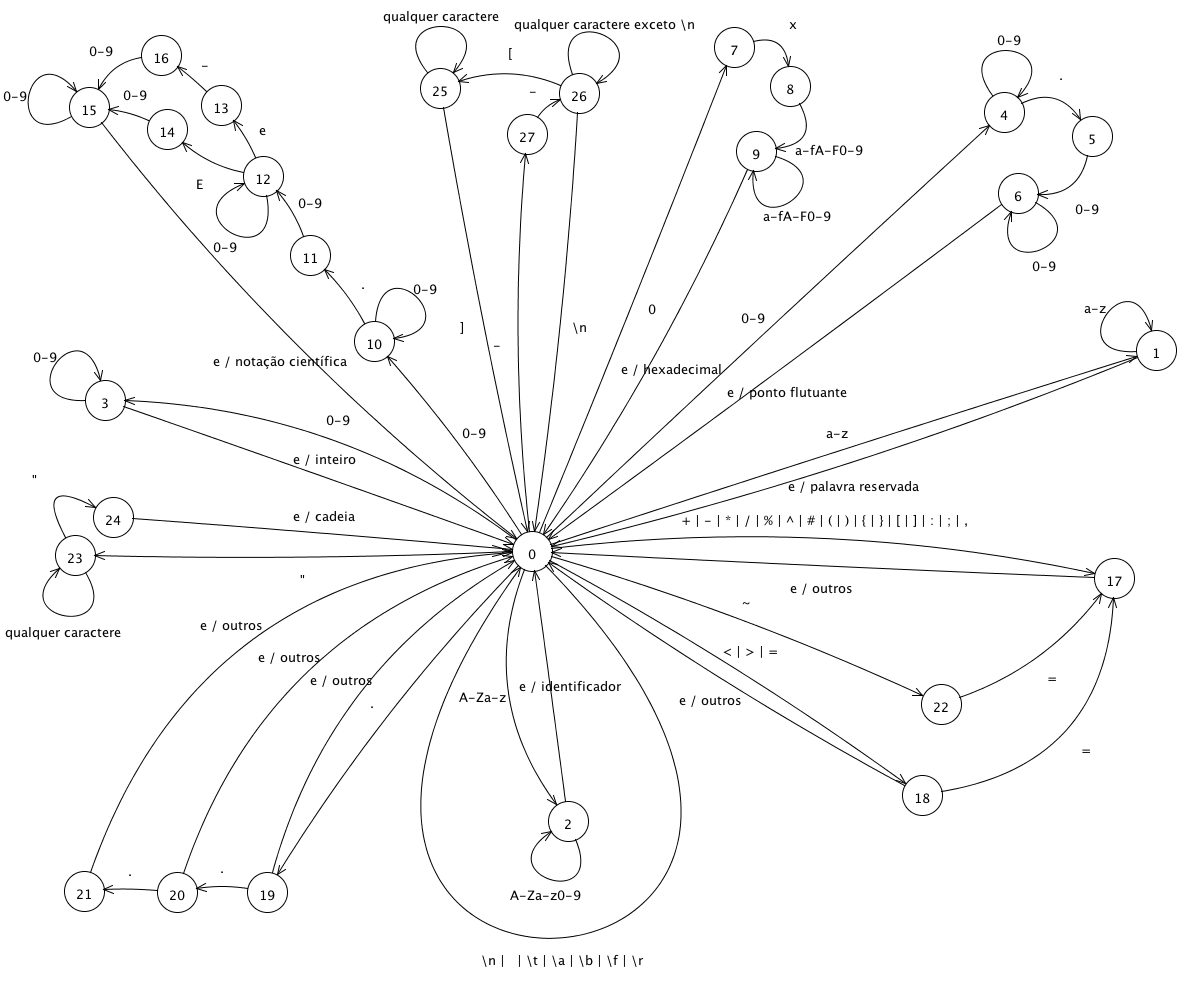 qualquer caractere
qualquer caractere exceto \n
x
0-9
16
0-9
[
7
0-9
.
-
8
4
25
26
-
0-9
15
0-9
13
14
e
27
9
a-fA-F0-9
5
E
12
0-9
a-fA-F0-9
6
0-9
0-9
11
0-9
.
0-9
10
]
-
\n
0
0-9
a-z
1
0-9
e / notação científica
e / hexadecimal
e / ponto flutuante
3
0-9
0-9
a-z
e / inteiro
"
e / palavra reservada
24
e / cadeia
+ | - | * | / | % | ^ | # | ( | ) | { | } | [ | ] | : | ; | ,
23
0
"
17
e / outros
~
qualquer caractere
e / outros
e / outros
< | > | =
e / outros
.
A-Za-z
e / identificador
e / outros
22
=
=
18
2
.
.
21
20
19
A-Za-z0-9
\n |   | \t | \a | \b | \f | \r